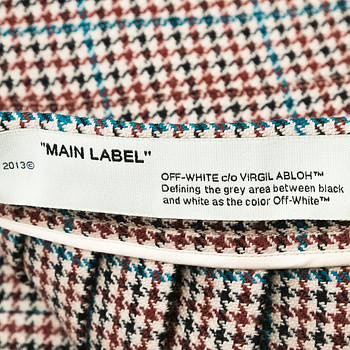 "MAIN LABEL"
2013©
OFF-WHITE c/o VIRGIL ABLOH™
Defining the grey area between black
and white as the color Off-White™